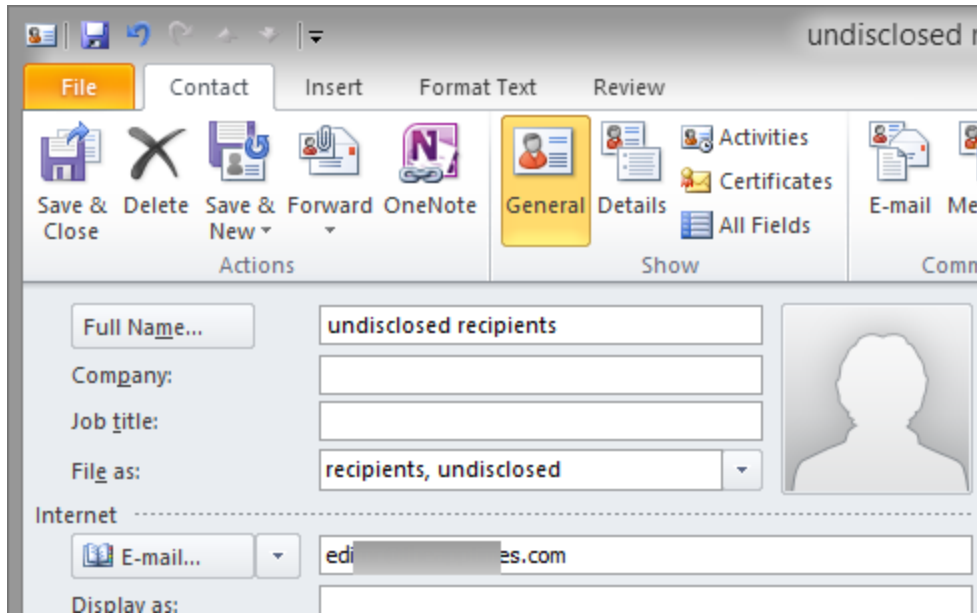 undisclosed
File Contact Insert Format Text Review
Save & Close Delete Save & New Forward OneNote General Details Activities Certificates All Fields E-mail
Actions Show
Full Name... undisclosed recipients
Company:
Job title:
File as: recipients, undisclosed
Internet
E-mail... edi es.com
Display as: